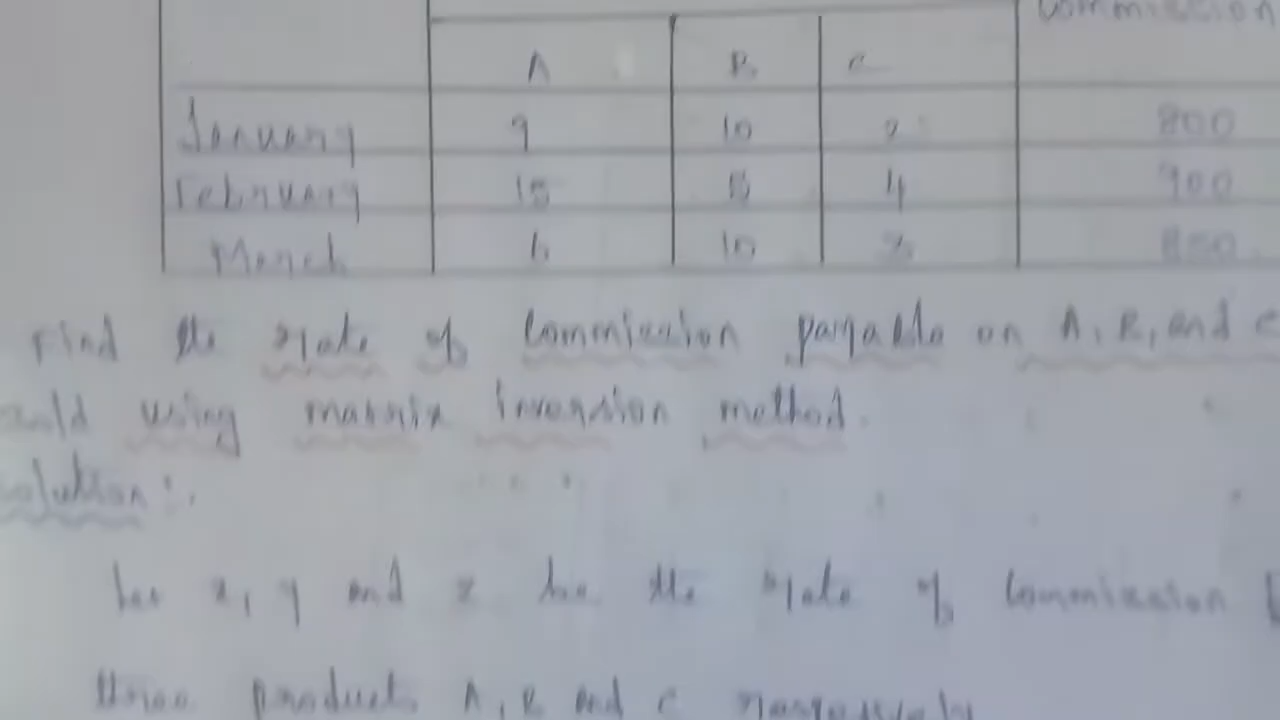 Commission
A B C
January 9 10 2 800
February 15 5 4 900
March 6 10 850
Find the rate of commission payable on A, B, and C
sold using matrix inversion method.
Solution:
Let x, y and z be the rate of commission
three products A, B and C respectively